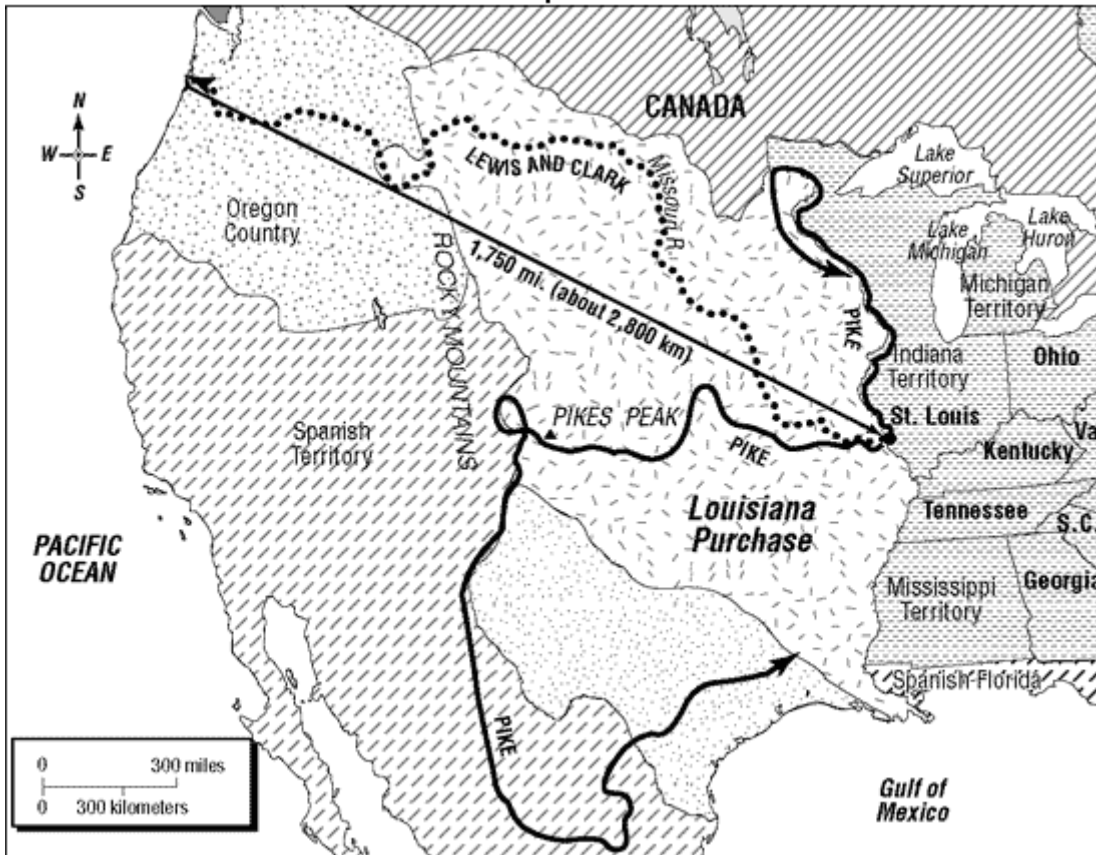 CANADA
N
W E
S
Lake
Superior
LEWIS AND CLARK
Missouri R.
Lake
Michigan
Lake
Huron
Oregon
Country
ROCKY MOUNTAINS
1,750 mi. (about 2,800 km)
Michigan
Territory
PIKE
Indiana
Territory
Ohio
St. Louis
PIKES PEAK
Spanish
Territory
PIKE
Kentucky
Va
Louisiana
Purchase
Tennessee
S.C.
PACIFIC
OCEAN
Mississippi
Territory
Georgia
Spanish Florida
PIKE
0 300 miles
0 300 kilometers
Gulf of
Mexico